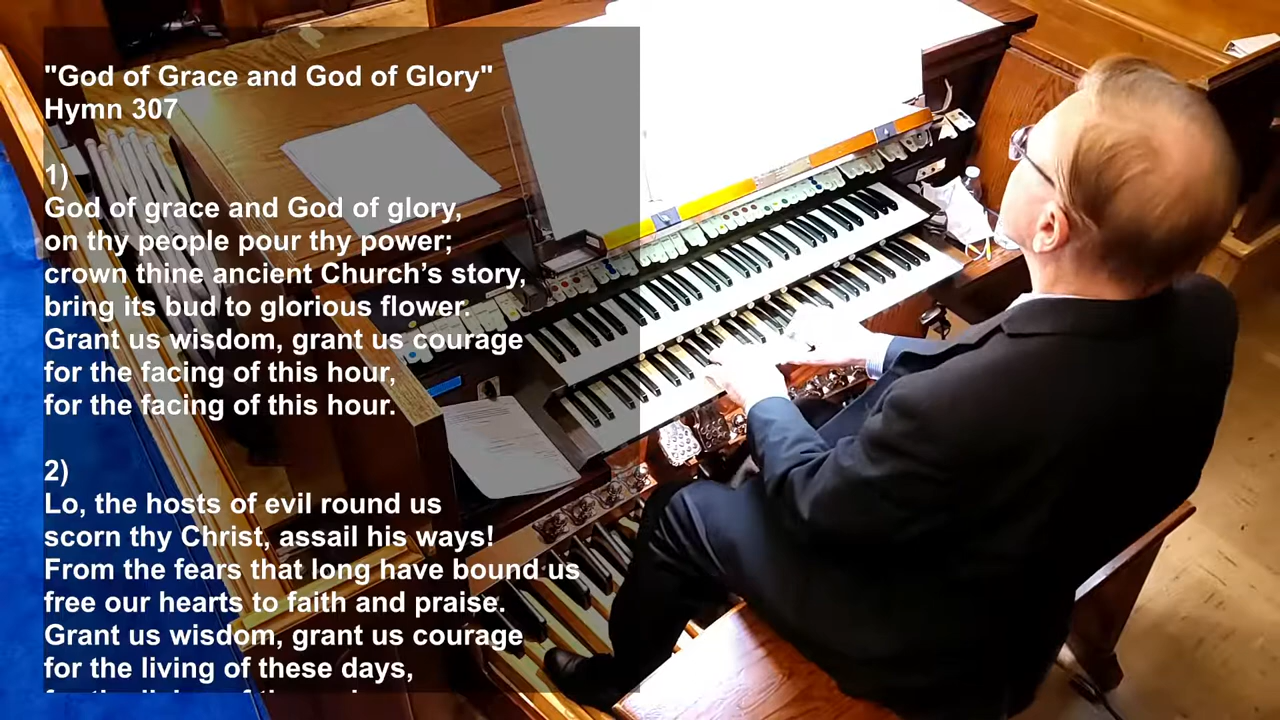 "God of Grace and God of Glory"
Hymn 307
1)
God of grace and God of glory,
on thy people pour thy power;
crown thine ancient Church’s story,
bring its bud to glorious flower.
Grant us wisdom, grant us courage
for the facing of this hour,
for the facing of this hour.
2)
Lo, the hosts of evil round us
scorn thy Christ, assail his ways!
From the fears that long have bound us
free our hearts to faith and praise.
Grant us wisdom, grant us courage
for the living of these days,